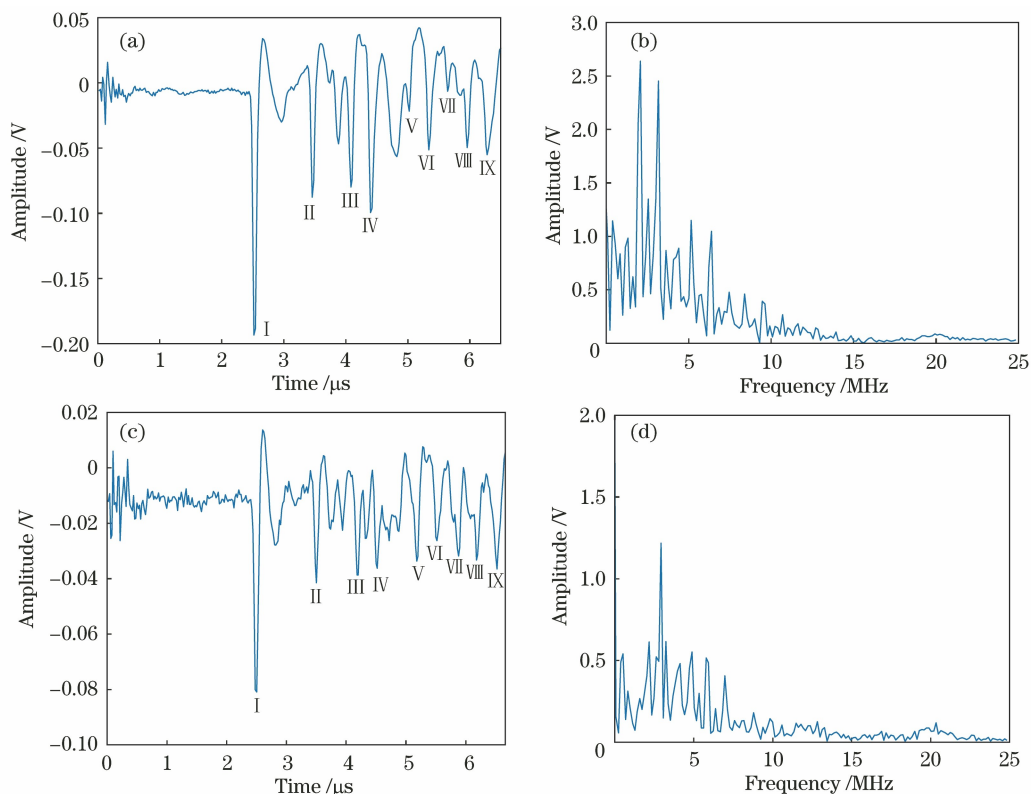 (a)
0.05
0
−0.05
−0.10
−0.15
−0.20
Amplitude /V
I
II
III
IV
V
VI
VII
VIII
IX
0 1 2 3 4 5 6
Time /μs
(b)
3.0
2.5
2.0
1.5
1.0
0.5
0
Amplitude /V
5 10 15 20 25
Frequency /MHz
(c)
0.02
0
−0.02
−0.04
−0.06
−0.08
−0.10
Amplitude /V
I
II
III
IV
V
VI
VII
VIII
IX
0 1 2 3 4 5 6
Time /μs
(d)
2.0
1.5
1.0
0.5
0
Amplitude /V
5 10 15 20 25
Frequency /MHz